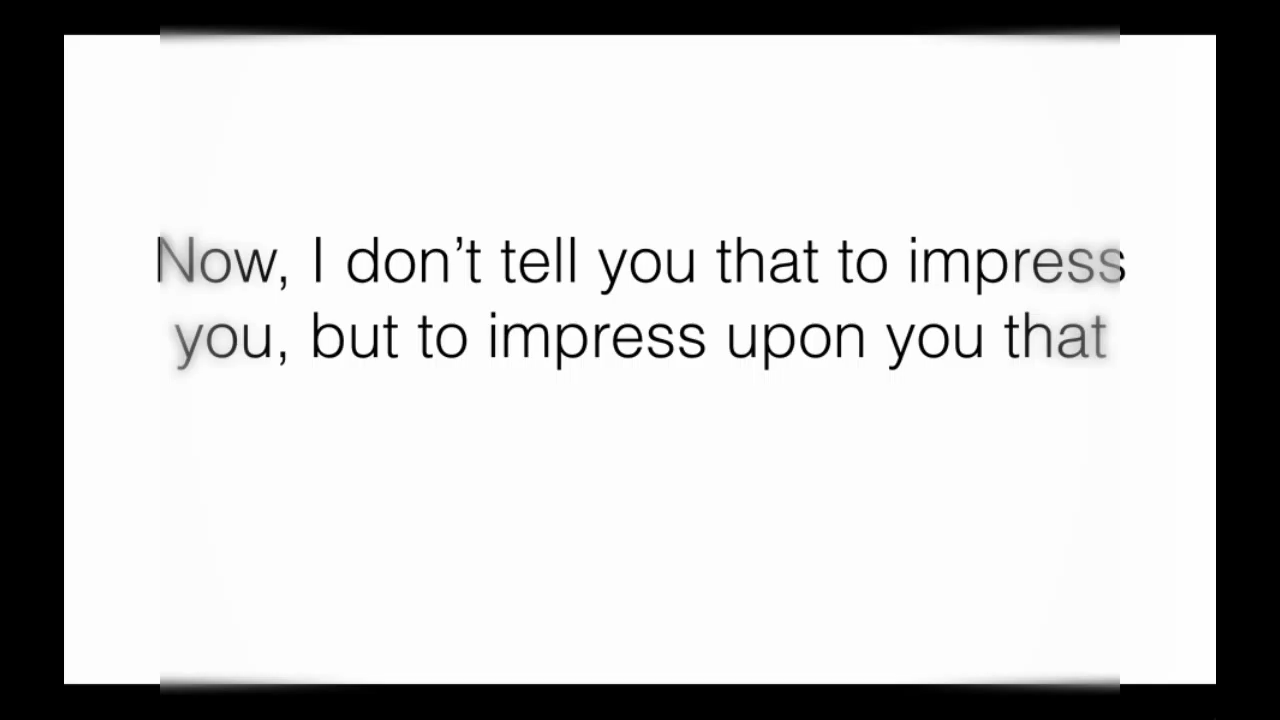 Now, I don’t tell you that to impress
you, but to impress upon you that